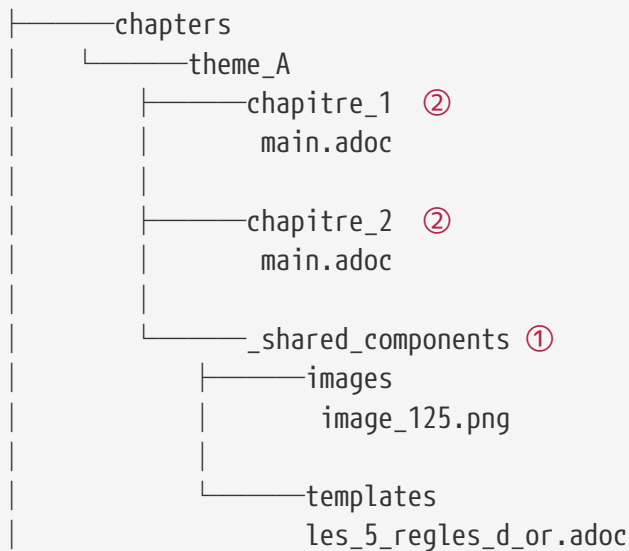 ├──────chapters
│    └──────theme_A
│        ├──────chapitre_1 ②
│        │       main.adoc
│        │
│        ├──────chapitre_2 ②
│        │       main.adoc
│        │
│        └──────_shared_components ①
│            ├──────images
│            │       image_125.png
│            │
│            └──────templates
│                    les_5_regles_d_or.adoc